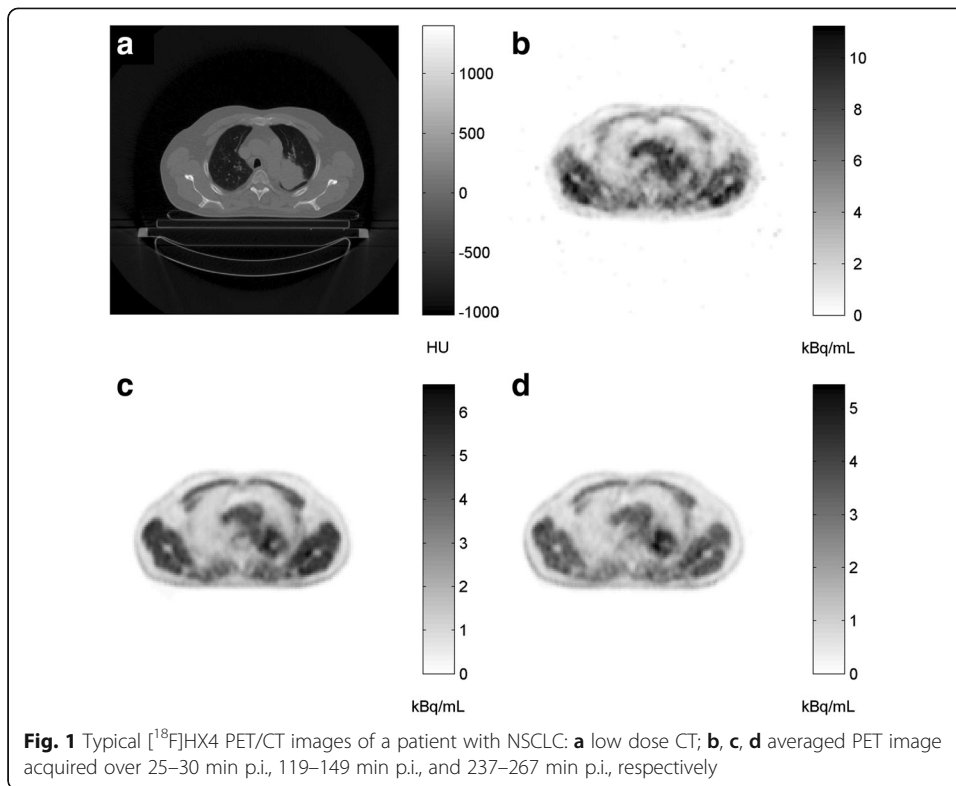 a
1000
500
0
-500
-1000
HU
b
10
8
6
4
2
0
kBq/mL
c
6
5
4
3
2
1
0
kBq/mL
d
5
4
3
2
1
0
kBq/mL
Fig. 1 Typical [¹⁸F]HX4 PET/CT images of a patient with NSCLC: a low dose CT; b, c, d averaged PET image
acquired over 25–30 min p.i., 119–149 min p.i., and 237–267 min p.i., respectively